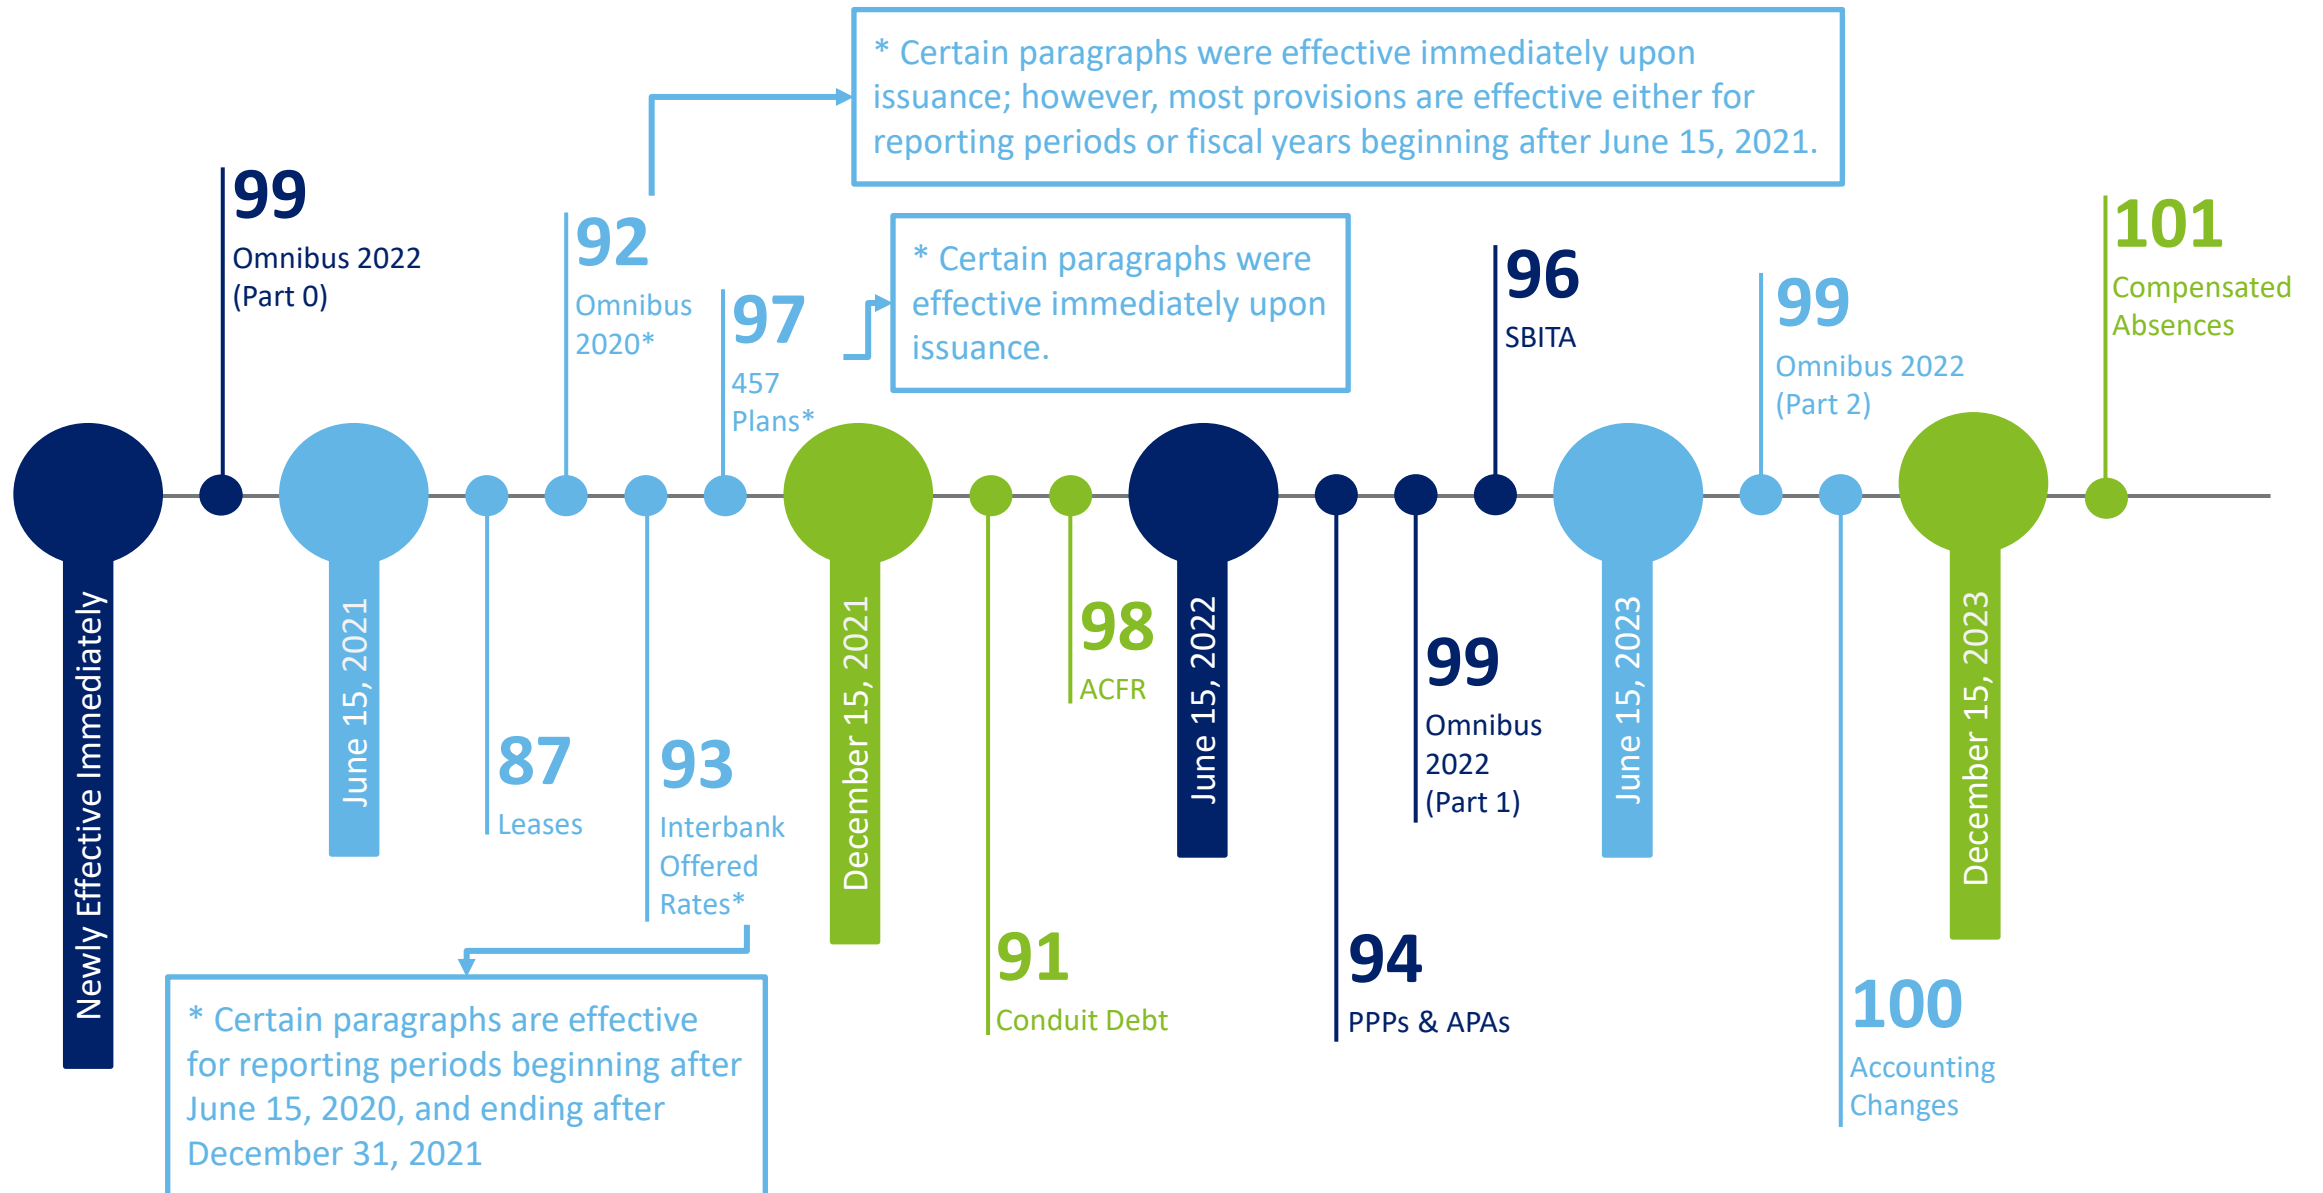 * Certain paragraphs were effective immediately upon
issuance; however, most provisions are effective either for
reporting periods or fiscal years beginning after June 15, 2021.
99
Omnibus 2022
(Part 0)
92
Omnibus
2020*
97
457
Plans*
* Certain paragraphs were
effective immediately upon
issuance.
96
SBITA
99
Omnibus 2022
(Part 2)
101
Compensated
Absences
Newly Effective Immediately
June 15, 2021
87
Leases
93
Interbank
Offered
Rates*
December 15, 2021
91
Conduit Debt
98
ACFR
June 15, 2022
94
PPPs & APAs
99
Omnibus
2022
(Part 1)
June 15, 2023
100
Accounting
Changes
December 15, 2023
* Certain paragraphs are effective
for reporting periods beginning after
June 15, 2020, and ending after
December 31, 2021